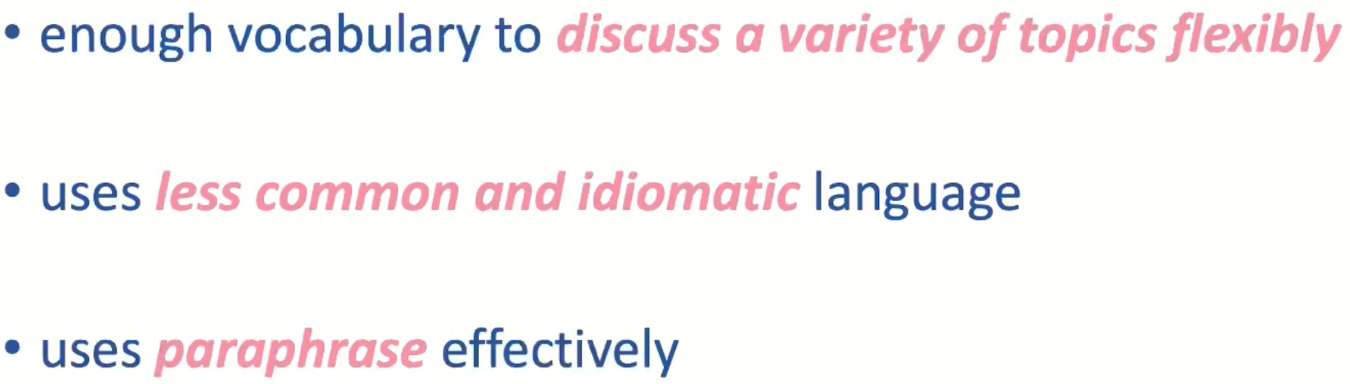 • enough vocabulary to discuss a variety of topics flexibly
• uses less common and idiomatic language
• uses paraphrase effectively